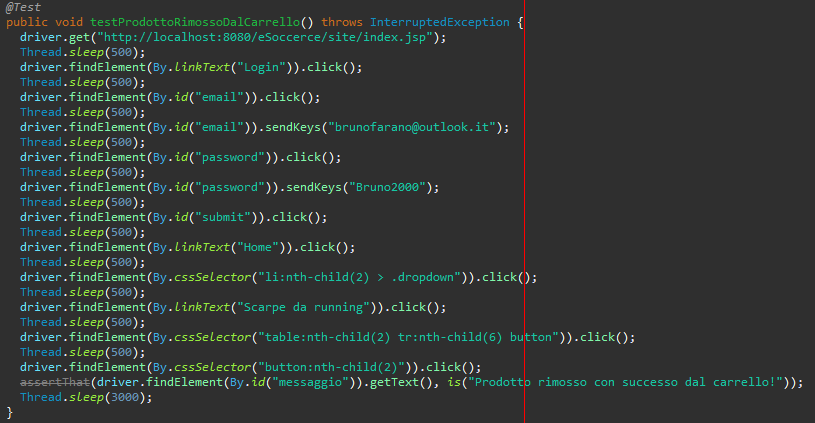 @Test
public void testProdottoRimossoDalCarrello() throws InterruptedException {
driver.get("http://localhost:8080/eSoccerce/site/index.jsp");
Thread.sleep(500);
driver.findElement(By.linkText("Login")).click();
Thread.sleep(500);
driver.findElement(By.id("email")).click();
Thread.sleep(500);
driver.findElement(By.id("email")).sendKeys("brunofarano@outlook.it");
Thread.sleep(500);
driver.findElement(By.id("password")).click();
Thread.sleep(500);
driver.findElement(By.id("password")).sendKeys("Bruno2000");
Thread.sleep(500);
driver.findElement(By.id("submit")).click();
Thread.sleep(500);
driver.findElement(By.linkText("Home")).click();
Thread.sleep(500);
driver.findElement(By.cssSelector("li:nth-child(2) > .dropdown")).click();
Thread.sleep(500);
driver.findElement(By.linkText("Scarpe da running")).click();
Thread.sleep(500);
driver.findElement(By.cssSelector("table:nth-child(2) tr:nth-child(6) button")).click();
Thread.sleep(500);
driver.findElement(By.cssSelector("button:nth-child(2)")).click();
assertThat(driver.findElement(By.id("messaggio")).getText(), is("Prodotto rimosso con successo dal carrello!"));
Thread.sleep(3000);
}